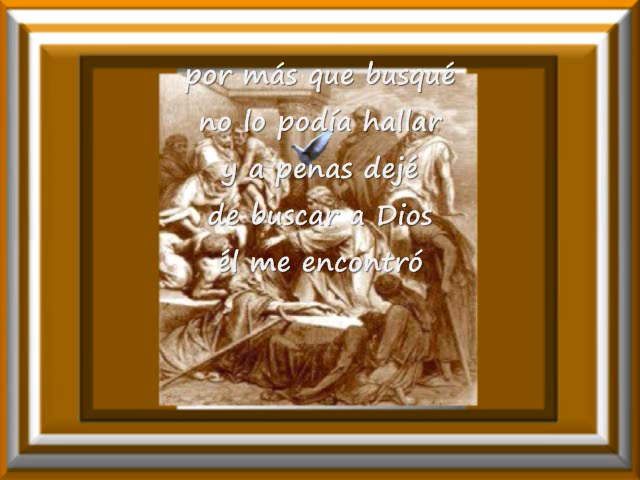 por más que busqué
no lo podía hallar
y a penas dejé
de buscar a Dios
él me encontró